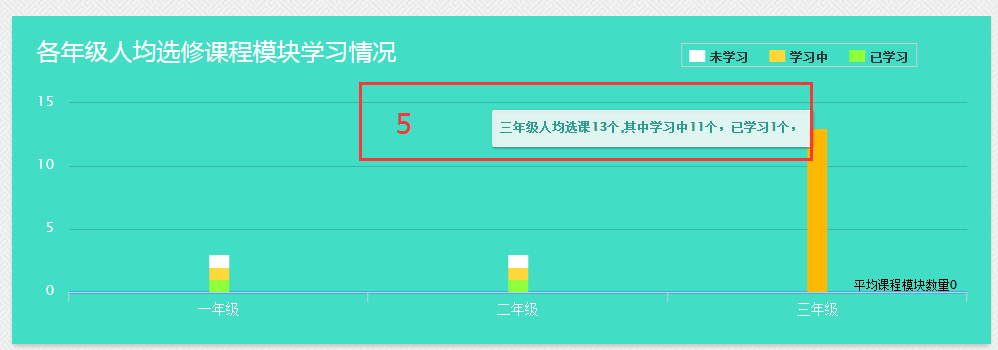 各年级人均选修课程模块学习情况
未学习 学习中 已学习
15
5
三年级人均选课13个,其中学习中11个，已学习1个，
10
5
0
平均课程模块数量0
一年级 二年级 三年级